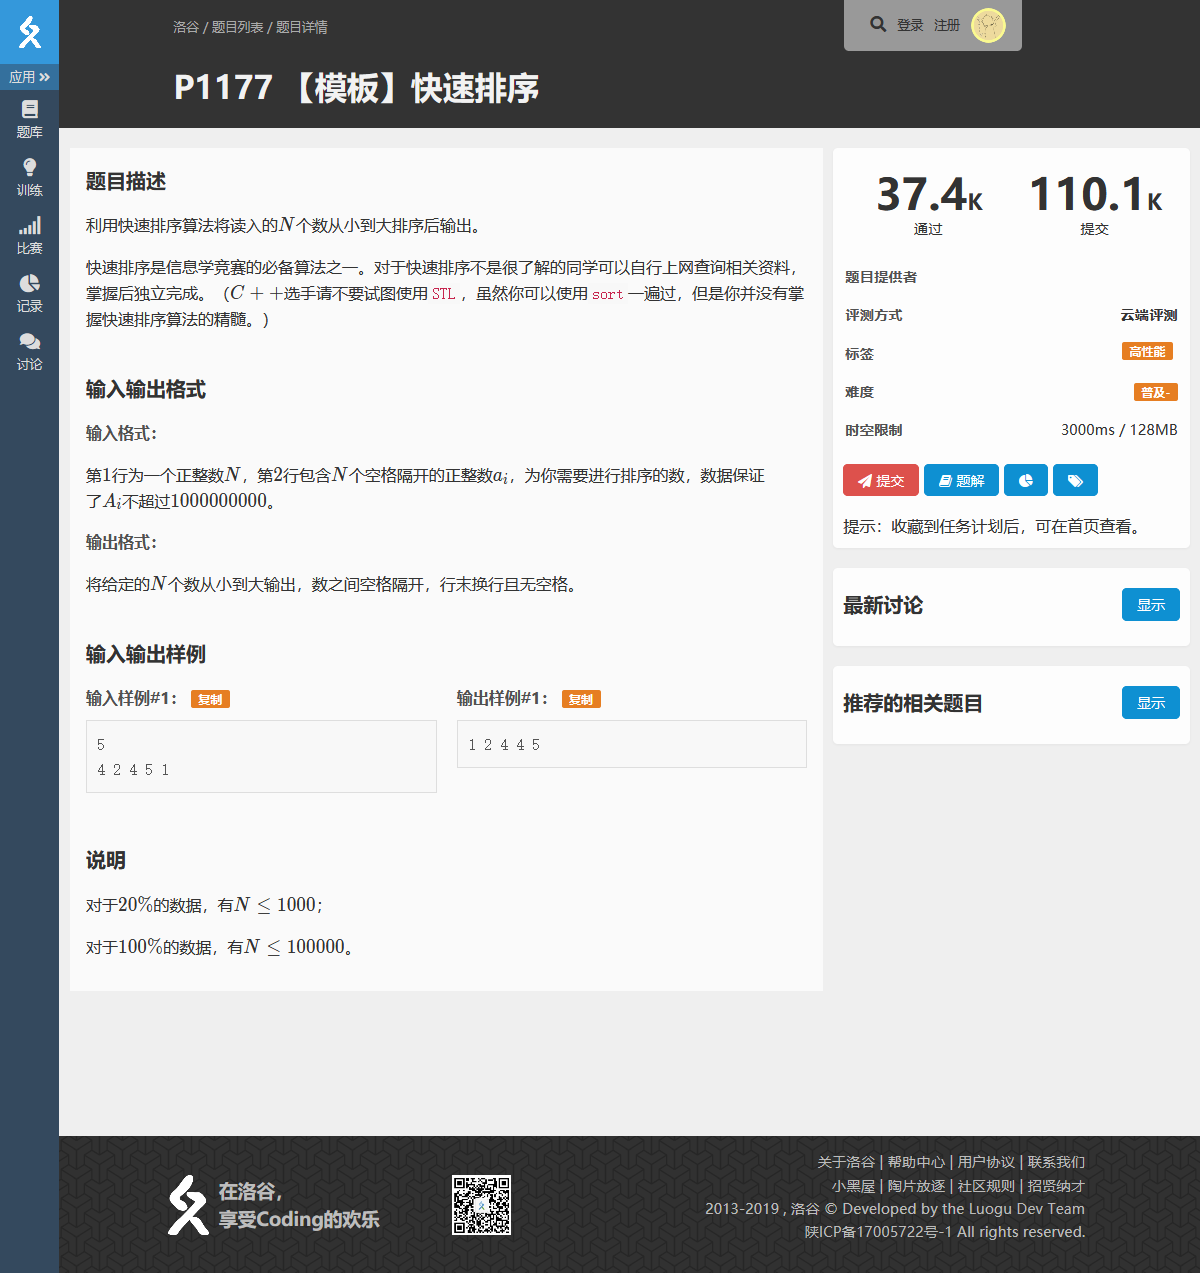 洛谷 / 题目列表 / 题目详情
登录 注册
应用
P1177 【模板】快速排序
题库
训练
比赛
记录
讨论
题目描述
利用快速排序算法将读入的N个数从小到大排序后输出。
快速排序是信息学竞赛的必备算法之一。对于快速排序不是很了解的同学可以自行上网查询相关资料，
掌握后独立完成。（C++选手请不要试图使用 STL ，虽然你可以使用 sort 一遍过，但是你并没有掌
握快速排序算法的精髓。）
输入输出格式
输入格式：
第1行为一个正整数N，第2行包含N个空格隔开的正整数a_i，为你需要进行排序的数，数据保证
了A_i不超过1000000000。
输出格式：
将给定的N个数从小到大输出，数之间空格隔开，行末换行且无空格。
输入输出样例
输入样例#1： 复制
5
4 2 4 5 1
输出样例#1： 复制
1 2 4 4 5
说明
对于20%的数据，有N ≤ 1000；
对于100%的数据，有N ≤ 100000。
37.4K 110.1K
通过 提交
题目提供者
评测方式 云端评测
标签 高性能
难度 普及-
时空限制 3000ms / 128MB
提交 题解
提示：收藏到任务计划后，可在首页查看。
最新讨论 显示
推荐的相关题目 显示
在洛谷，
享受Coding的欢乐
关于洛谷 | 帮助中心 | 用户协议 | 联系我们
小黑屋 | 陶片放逐 | 社区规则 | 招贤纳才
2013-2019 , 洛谷 © Developed by the Luogu Dev Team
陕ICP备17005722号-1 All rights reserved.